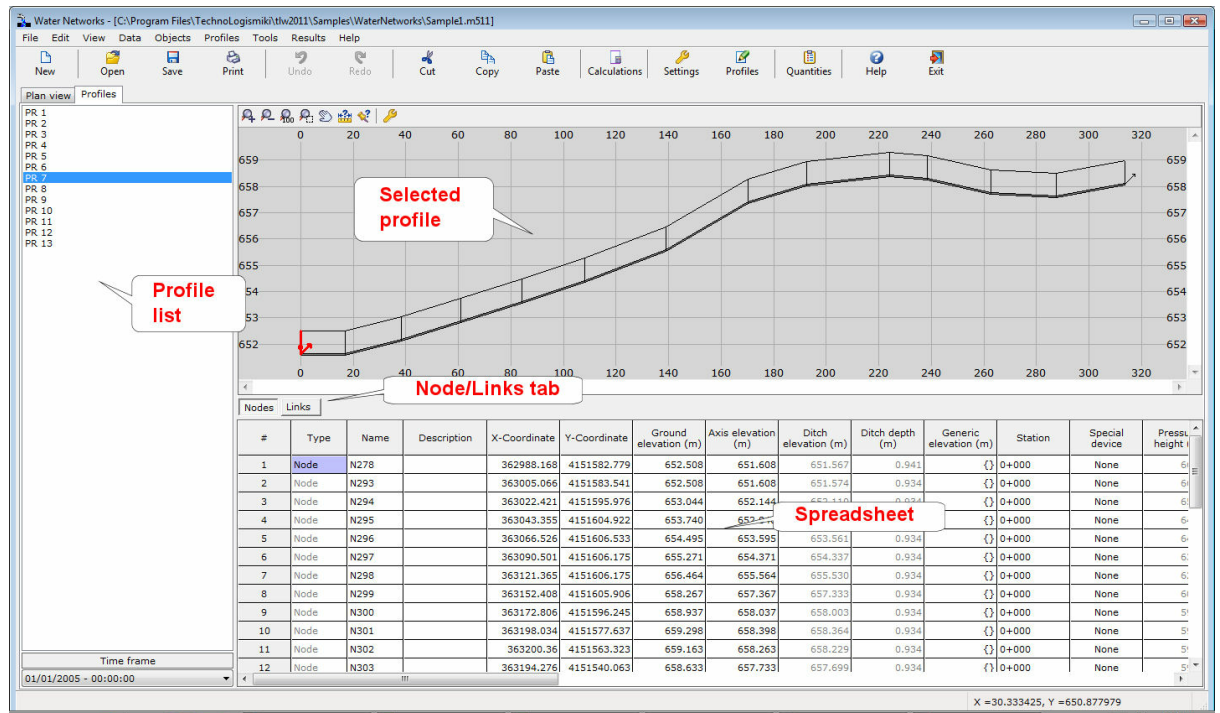 Water Networks - [C:\Program Files\TechnoLogismiki\tlw2011\Samples\WaterNetworks\Sample1.m511]
File Edit View Data Objects Profiles Tools Results Help
New Open Save Print Undo Redo Cut Copy Paste Calculations Settings Profiles Quantities Help Exit
Plan view Profiles
PR 1
PR 2
PR 3
PR 4
PR 5
PR 6
PR 7
PR 8
PR 9
PR 10
PR 11
PR 12
PR 13
Profile
list
0 20 40 60 80 100 120 140 160 180 200 220 240 260 280 300 320
659 659
658 658
657 657
656 656
655 655
654 654
653 653
652 652
Selected
profile
0 20 40 60 80 100 120 140 160 180 200 220 240 260 280 300 320
Node/Links tab
Nodes Links
# Type Name Description X-Coordinate Y-Coordinate Ground elevation (m) Axis elevation (m) Ditch elevation (m) Ditch depth (m) Generic elevation (m) Station Special device Pressu height (
1 Node N278 362988.168 4151582.779 652.508 651.608 651.567 0.941 {} 0+000 None
2 Node N293 363005.066 4151583.541 652.508 651.608 651.574 0.934 {} 0+000 None
3 Node N294 363022.421 4151595.976 653.044 652.144 {} 0+000 None
4 Node N295 363043.355 4151604.922 653.740 {} 0+000 None
5 Node N296 363066.526 4151606.533 654.495 653.595 653.561 0.934 {} 0+000 None
6 Node N297 363090.501 4151606.175 655.271 654.371 654.337 0.934 {} 0+000 None
7 Node N298 363121.365 4151606.175 656.464 655.564 655.530 0.934 {} 0+000 None
8 Node N299 363152.408 4151605.906 658.267 657.367 657.333 0.934 {} 0+000 None
9 Node N300 363172.806 4151596.245 658.937 658.037 658.003 0.934 {} 0+000 None
10 Node N301 363198.034 4151577.637 659.298 658.398 658.364 0.934 {} 0+000 None
11 Node N302 363200.36 4151563.323 659.163 658.263 658.229 0.934 {} 0+000 None
12 Node N303 363194.276 4151540.063 658.633 657.733 657.699 0.934 {} 0+000 None
Spreadsheet
Time frame
01/01/2005 - 00:00:00
X =30.333425, Y =650.877979